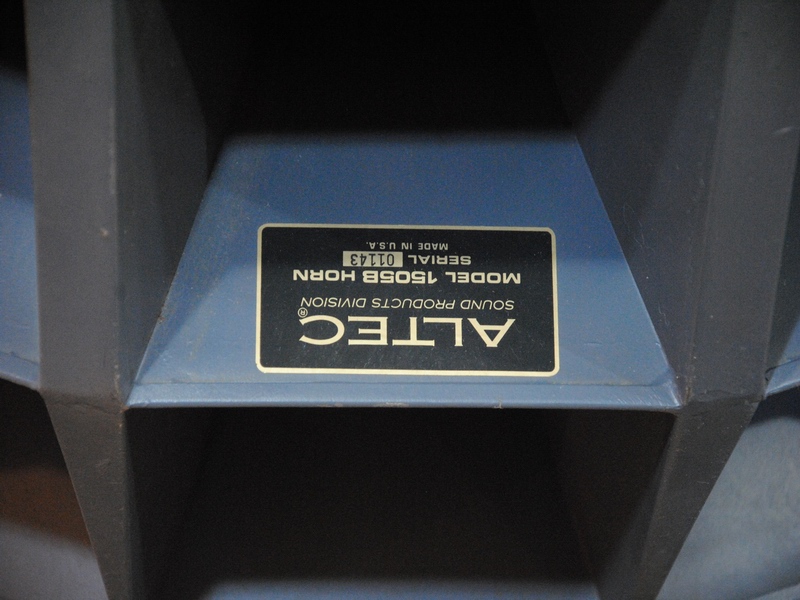 ALTEC®
SOUND PRODUCTS DIVISION
MODEL 1505B HORN
SERIAL 01143
MADE IN U.S.A.